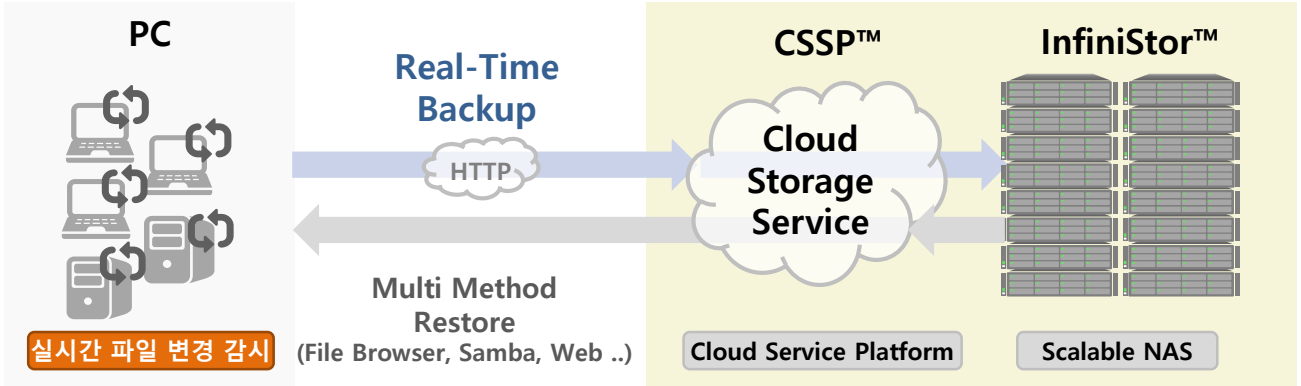 PC
Real-Time
Backup
HTTP
Multi Method
Restore
(File Browser, Samba, Web ..)
실시간 파일 변경 감시
CSSP™
InfiniStor™
Cloud
Storage
Service
Cloud Service Platform
Scalable NAS